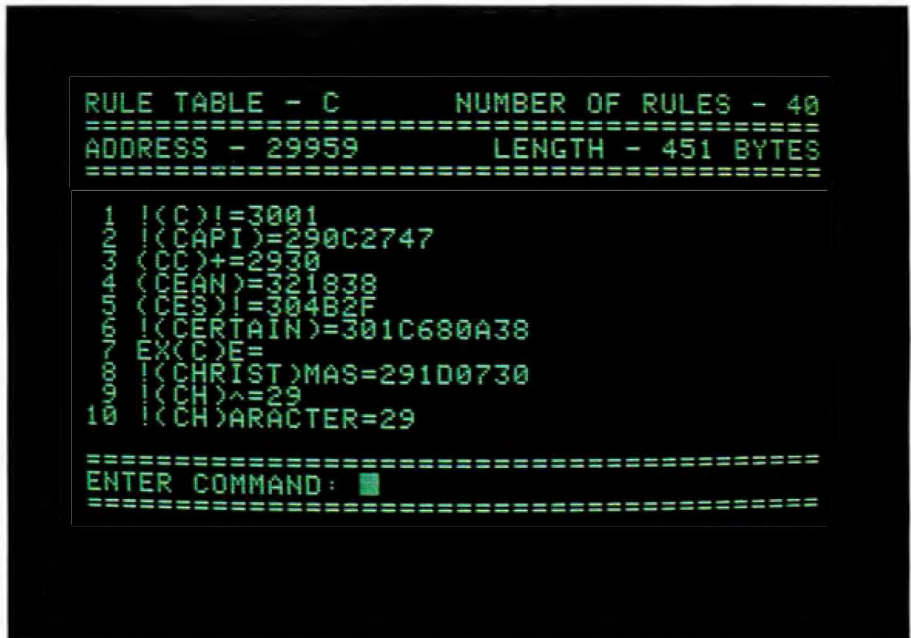 RULE TABLE - C NUMBER OF RULES - 40
========================================
ADDRESS - 29959 LENGTH - 451 BYTES
========================================
1 !(C)!=3001
2 !(CAPI)=290C2747
3 (CC)+=2930
4 (CEAN)=321838
5 (CES)!=304B2F
6 !(CERTAIN)=301C680A38
7 EX(C)E=
8 !(CHRIST)MAS=291D0730
9 !(CH)^=29
10 !(CH)ARACTER=29
========================================
ENTER COMMAND:
========================================